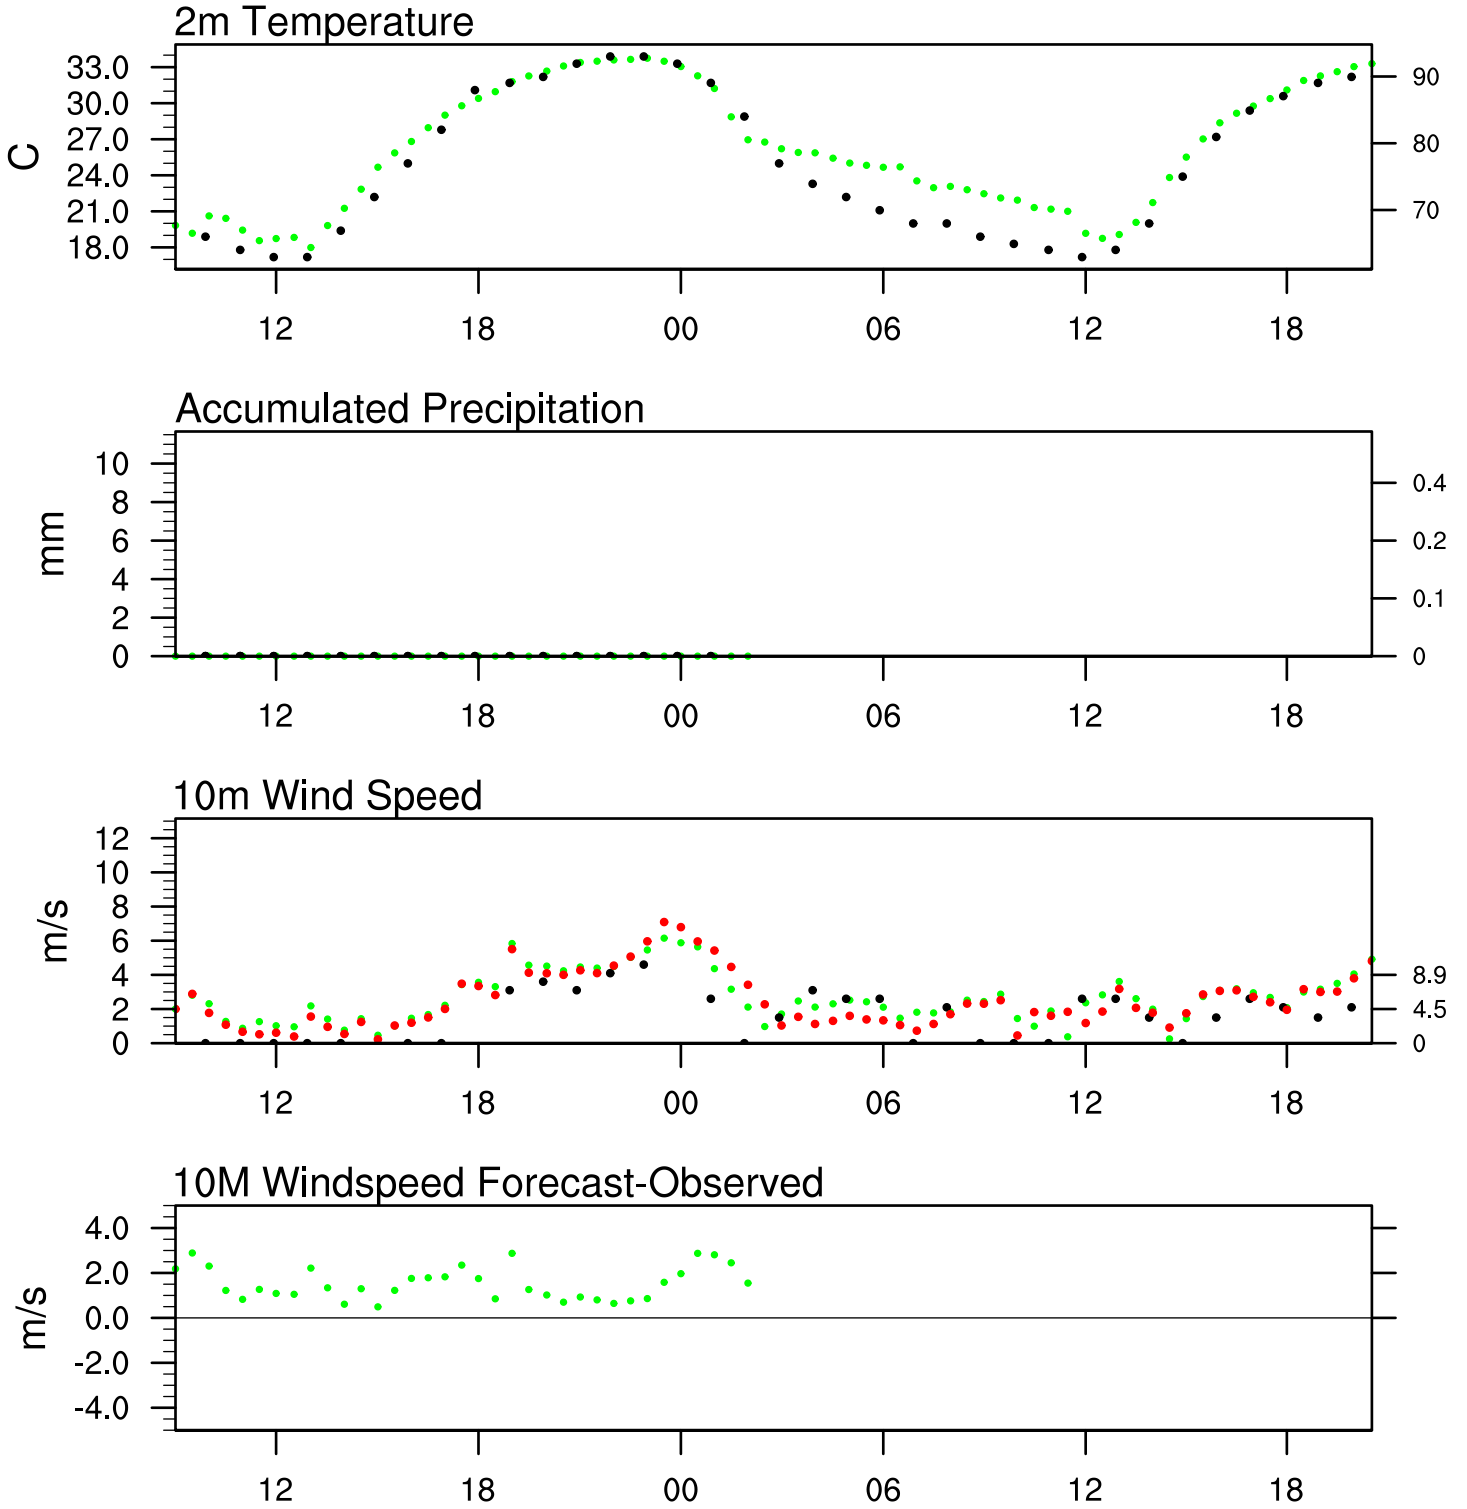 2m Temperature
33.0
30.0
27.0
24.0
21.0
18.0
C
90
80
70
12 18 00 06 12 18
Accumulated Precipitation
10
8
6
4
2
0
mm
0.4
0.2
0.1
0
12 18 00 06 12 18
10m Wind Speed
12
10
8
6
4
2
0
m/s
8.9
4.5
0
12 18 00 06 12 18
10M Windspeed Forecast-Observed
4.0
2.0
0.0
-2.0
-4.0
m/s
12 18 00 06 12 18